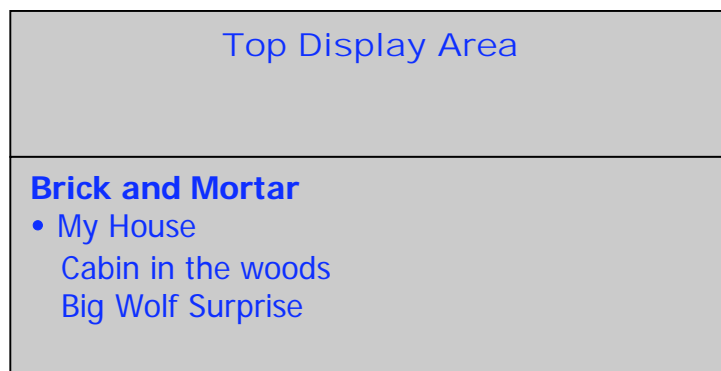 Top Display Area
Brick and Mortar
• My House
Cabin in the woods
Big Wolf Surprise